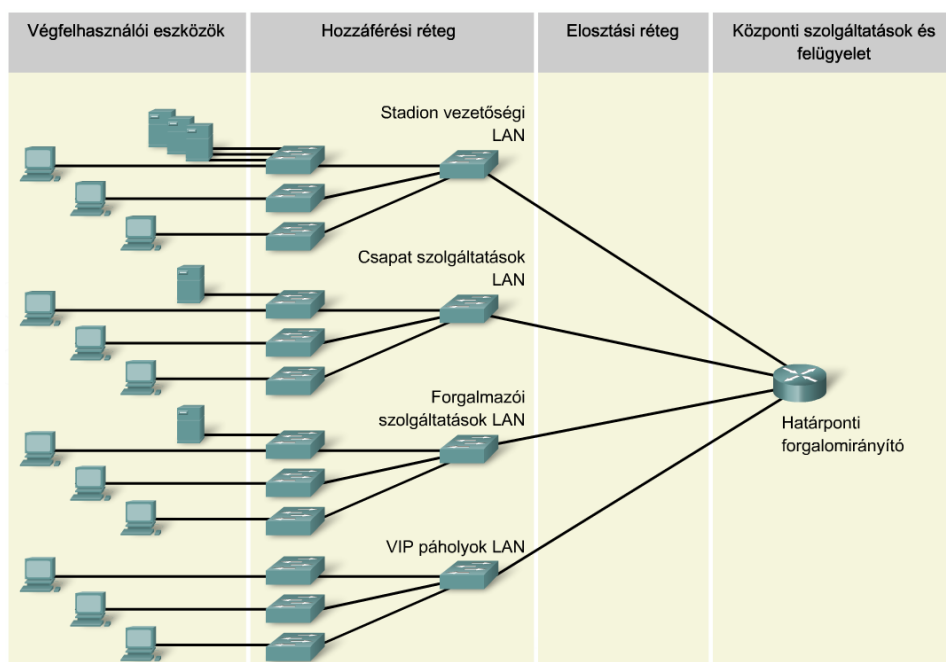 Végfelhasználói eszközök
Hozzáférési réteg
Elosztási réteg
Központi szolgáltatások és
felügyelet
Stadion vezetőségi
LAN
Csapat szolgáltatások
LAN
Forgalmazói
szolgáltatások LAN
VIP páholyok LAN
Határponti
forgalomirányító